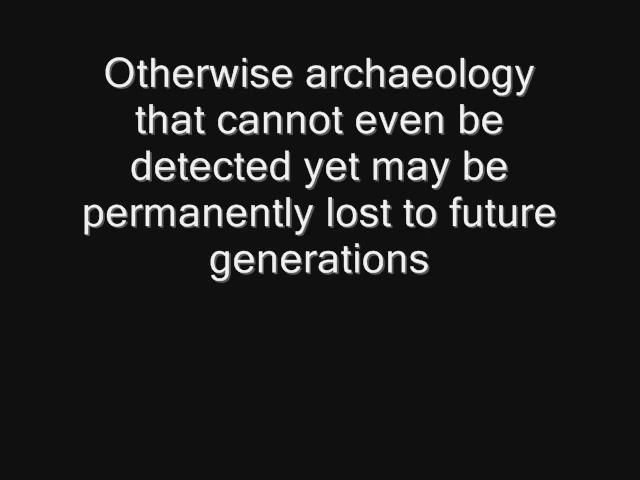 Otherwise archaeology
that cannot even be
detected yet may be
permanently lost to future
generations